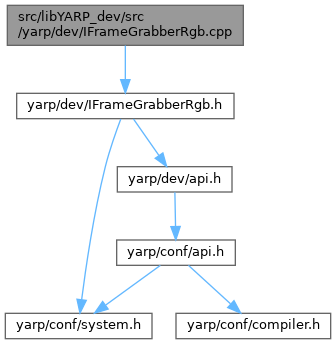 src/libYARP_dev/src
/yarp/dev/IFrameGrabberRgb.cpp
yarp/dev/IFrameGrabberRgb.h
yarp/dev/api.h
yarp/conf/api.h
yarp/conf/system.h
yarp/conf/compiler.h